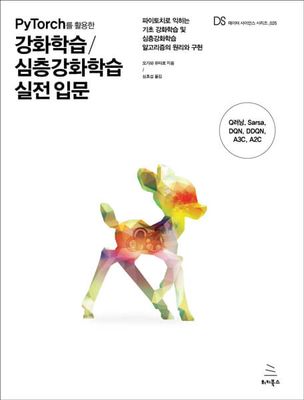 PyTorch를 활용한
강화학습/
심층강화학습
실전 입문
파이토치로 익히는
기초 강화학습 및
심층강화학습
알고리즘의 원리와 구현
오가와 유타로 지음
/
심효섭 옮김
DS 데이터 사이언스 시리즈_025
Q러닝, Sarsa,
DQN, DDQN,
A3C, A2C
위키북스